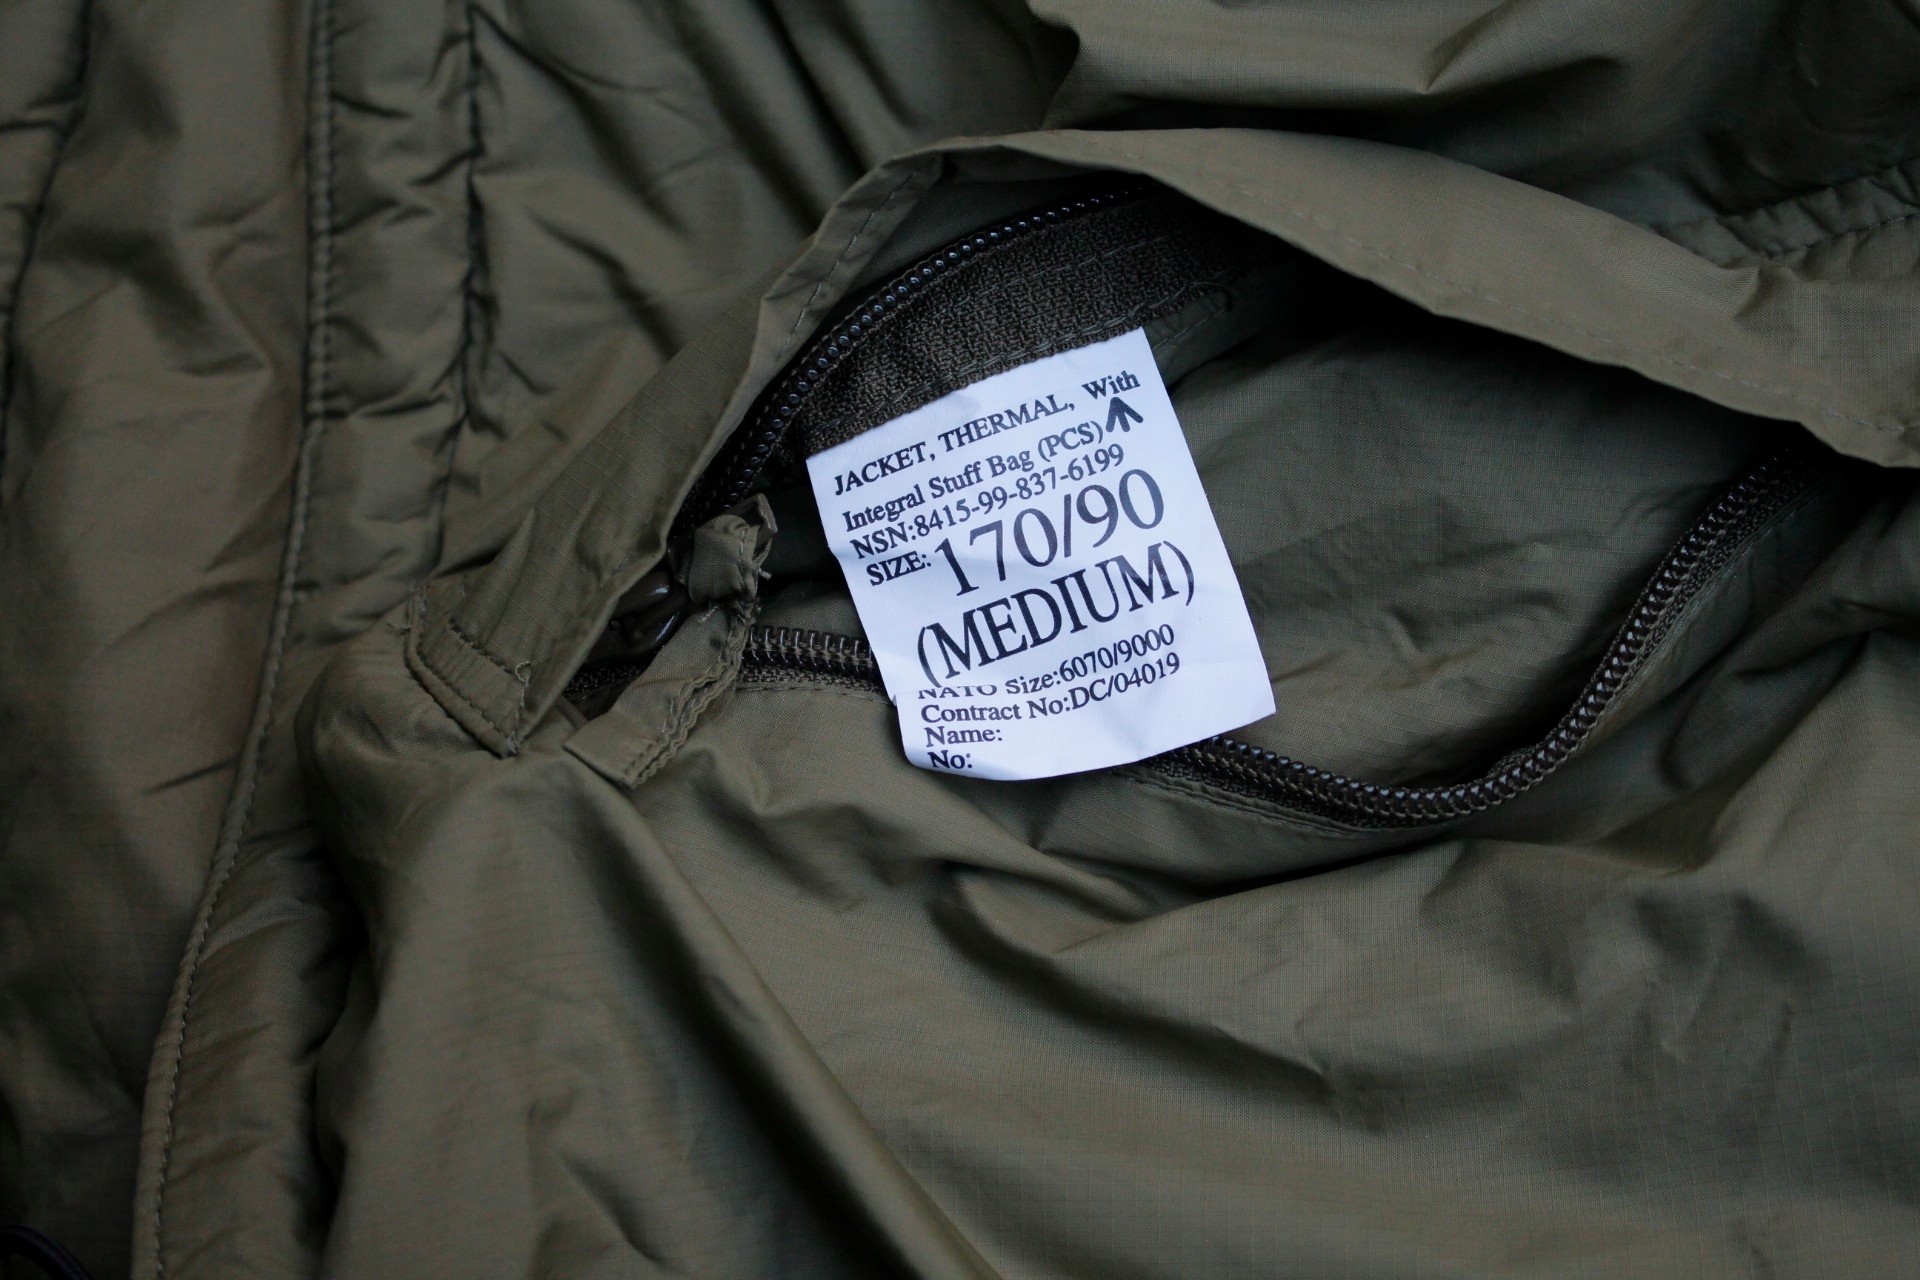 JACKET, THERMAL, With
Integral Stuff Bag (PCS)
NSN:8415-99-837-6199
SIZE: 170/90
(MEDIUM)
NATO Size:6070/9000
Contract No:DC/04019
Name:
No: